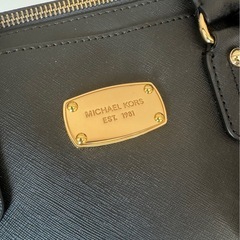 MICHAEL KORS
EST. 1981